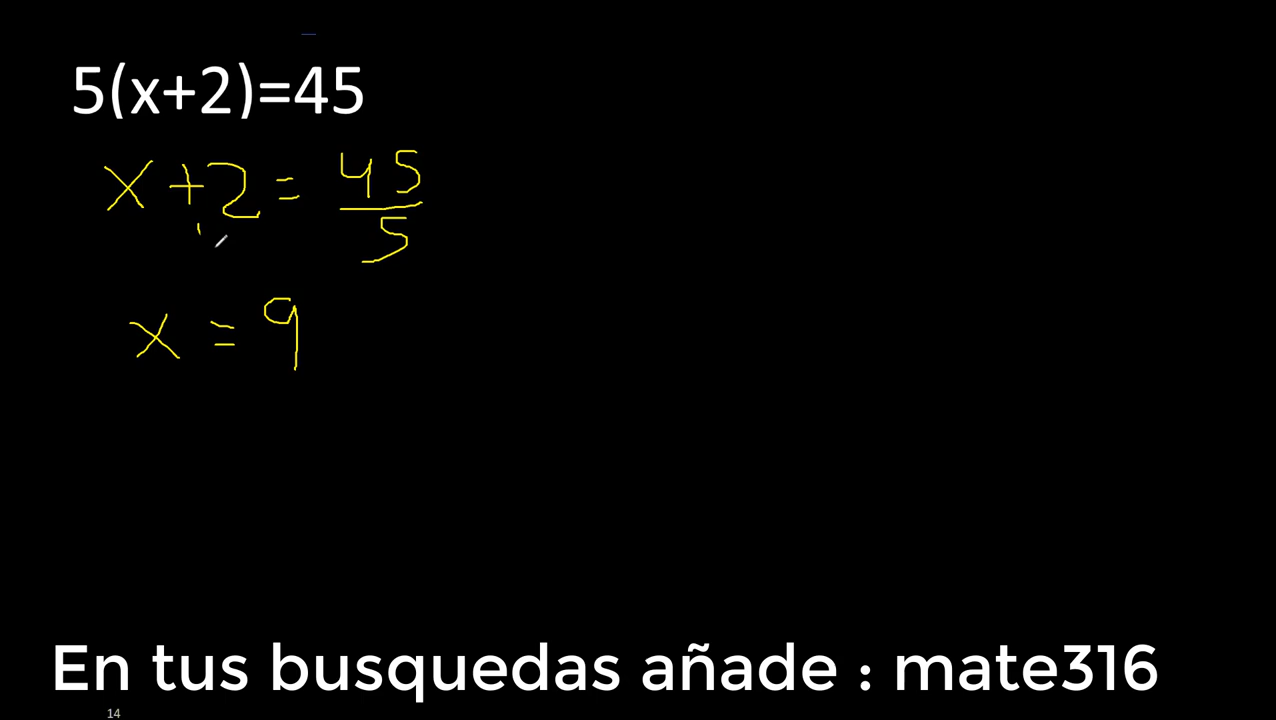 5(x+2)=45
x+2=45/5
x=9
En tus busquedas añade : mate316
14